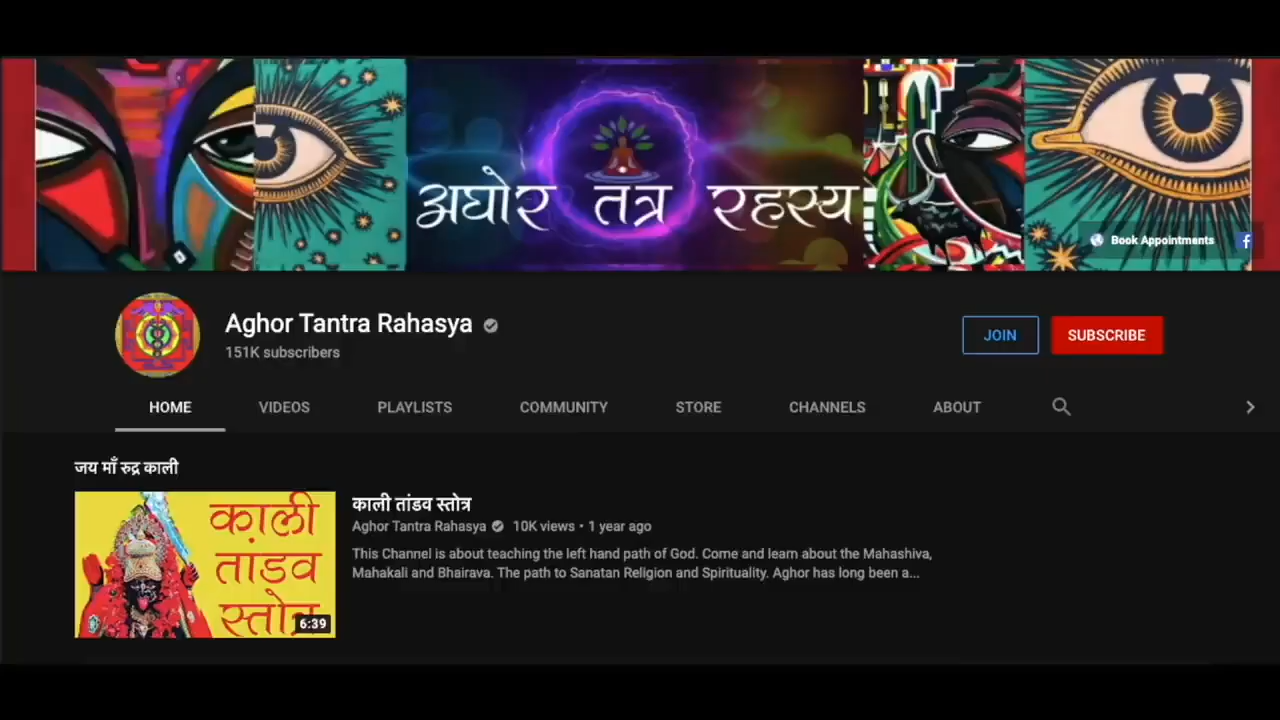 अघोर तत्र रहस्य
Book Appointments
Aghor Tantra Rahasya
151K subscribers
JOIN
SUBSCRIBE
HOME VIDEOS PLAYLISTS COMMUNITY STORE CHANNELS ABOUT
जय माँ रुद्र काली
काली
तांडव
स्तोत्र
6:39
काली तांडव स्तोत्र
Aghor Tantra Rahasya 10K views • 1 year ago
This Channel is about teaching the left hand path of God. Come and learn about the Mahashiva,
Mahakali and Bhairava. The path to Sanatan Religion and Spirituality. Aghor has long been a...